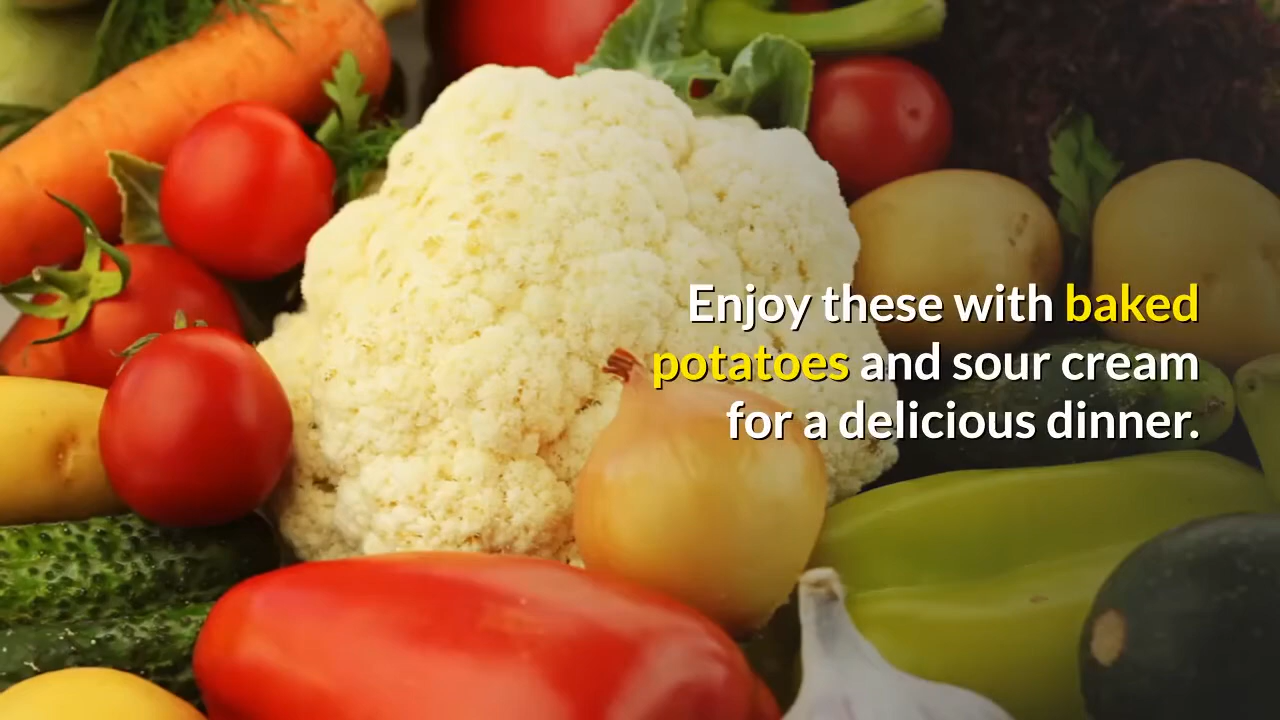 Enjoy these with baked
potatoes and sour cream
for a delicious dinner.